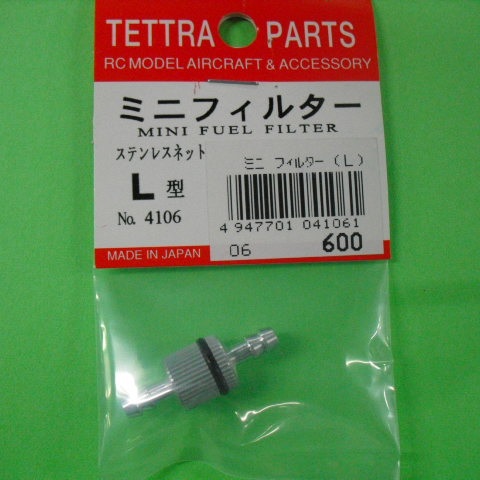 TETTRA PARTS
RC MODEL AIRCRAFT & ACCESSORY
ミニフィルター
MINI FUEL FILTER
ステンレスネット
L型
No. 4106
ミニ フィルター (L)
4 947701 041061
06 600
MADE IN JAPAN